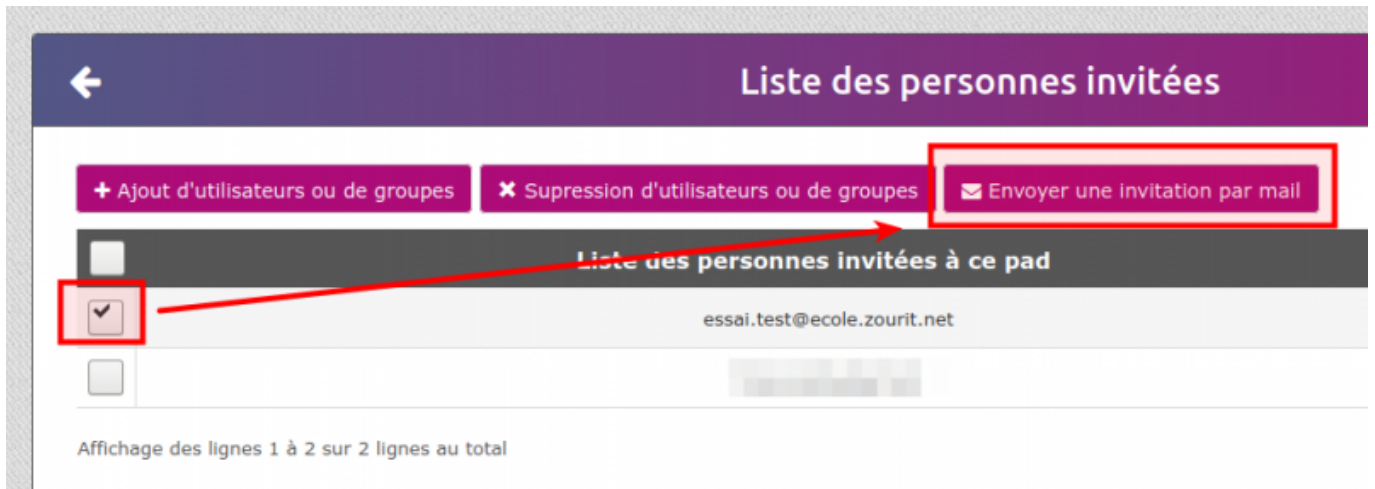 Liste des personnes invitées
Ajout d'utilisateurs ou de groupes
Supression d'utilisateurs ou de groupes
Envoyer une invitation par mail
Liste des personnes invitées à ce pad
essai.test@ecole.zourit.net
Affichage des lignes 1 à 2 sur 2 lignes au total